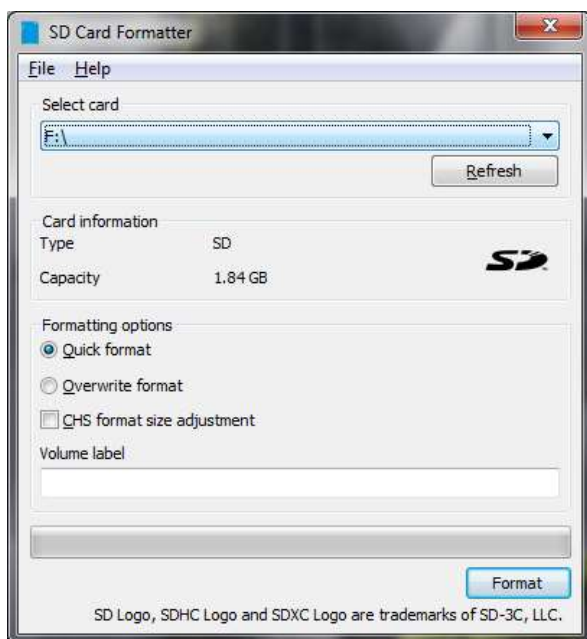 SD Card Formatter
File Help
Select card
F:\
Refresh
Card information
Type SD
Capacity 1.84 GB
SD
Formatting options
Quick format
Overwrite format
CHS format size adjustment
Volume label
Format
SD Logo, SDHC Logo and SDXC Logo are trademarks of SD-3C, LLC.